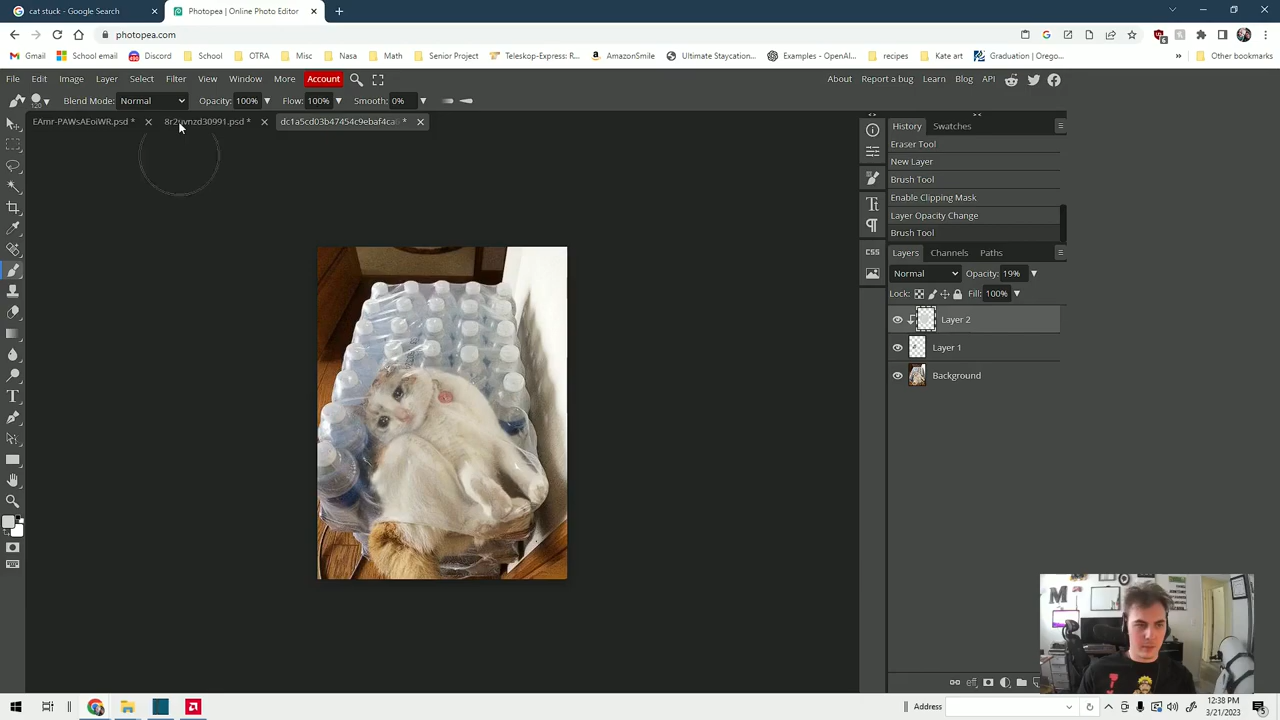 cat stuck - Google Search
Photopea | Online Photo Editor
photopea.com
Gmail School email Discord School OTRA Misc Nasa Math Senior Project Teleskop-Express: R... AmazonSmile Ultimate Staycation... Examples - OpenAI... recipes Kate art Graduation | Orego... » Other bookmarks
File Edit Image Layer Select Filter View Window More Account About Report a bug Learn Blog API
Blend Mode: Normal Opacity: 100% Flow: 100% Smooth: 0%
EAmr-PAWsAEoiWR.psd * 8r2wnzd30991.psd * dc1a5cd03b47454c9ebaf4ca *
History Swatches
Eraser Tool
New Layer
Brush Tool
Enable Clipping Mask
Layer Opacity Change
Brush Tool
Layers Channels Paths
Normal Opacity: 19%
Lock: Fill: 100%
Layer 2
Layer 1
Background
CSS
120
eff
M
Address
12:38 PM
3/21/2023